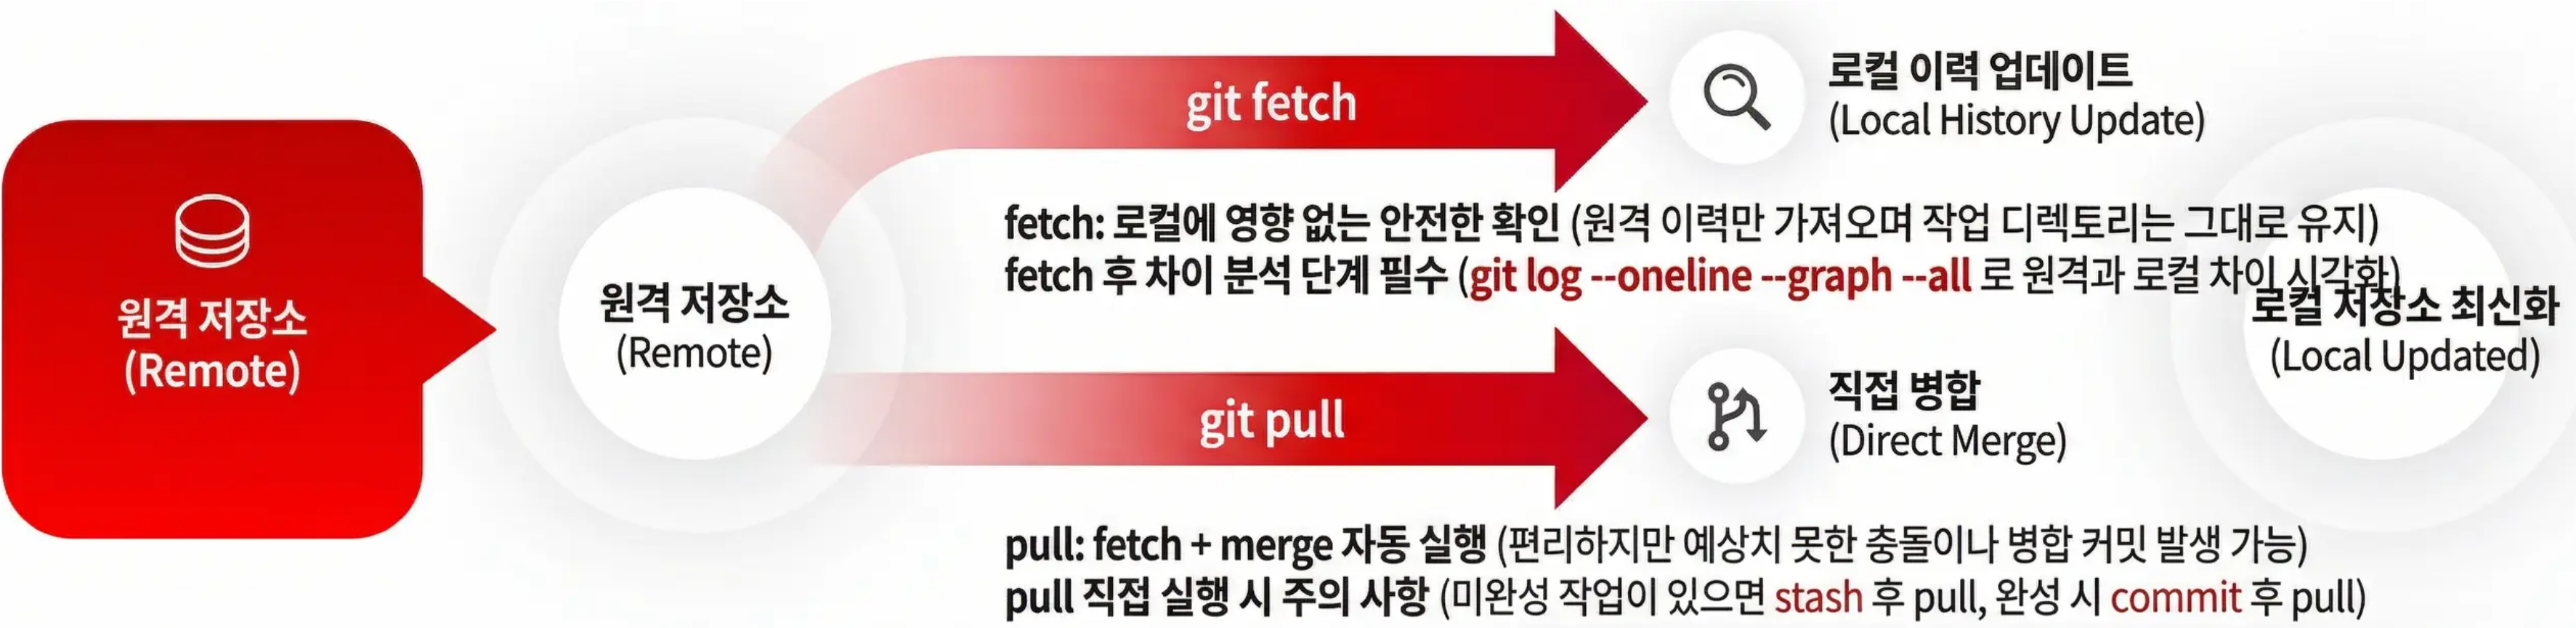 원격 저장소
(Remote)
원격 저장소
(Remote)
git fetch
로컬 이력 업데이트
(Local History Update)
fetch: 로컬에 영향 없는 안전한 확인 (원격 이력만 가져오며 작업 디렉토리는 그대로 유지)
fetch 후 차이 분석 단계 필수 (git log --oneline --graph --all 로 원격과 로컬 차이 시각화)
git pull
직접 병합
(Direct Merge)
로컬 저장소 최신화
(Local Updated)
pull: fetch + merge 자동 실행 (편리하지만 예상치 못한 충돌이나 병합 커밋 발생 가능)
pull 직접 실행 시 주의 사항 (미완성 작업이 있으면 stash 후 pull, 완성 시 commit 후 pull)